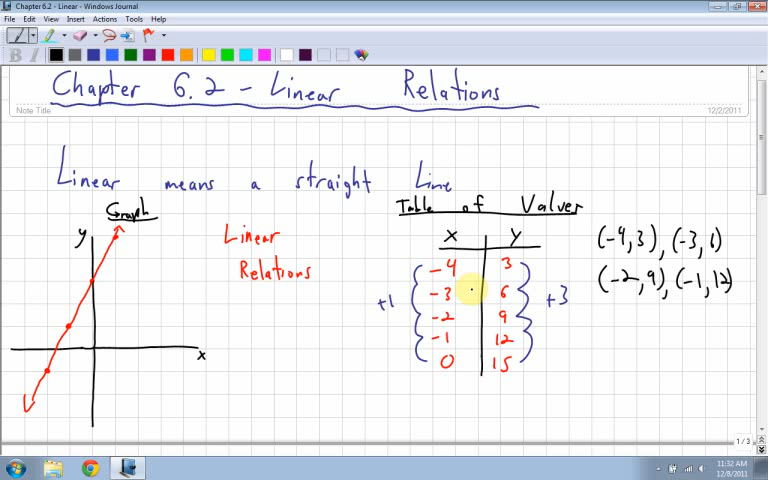 Chapter 6.2 - Linear - Windows Journal
File Edit View Insert Actions Tools Help
B I
Chapter 6.2 - Linear Relations
Note Title
12/2/2011
Linear means a straight Line
Graph
y
x
Linear
Relations
Table of Values
x y
-4 3
-3 6
-2 9
-1 12
0 15
+1
+3
(-4,3), (-3,6)
(-2,9), (-1,12)
1 / 3
11:32 AM
12/8/2011